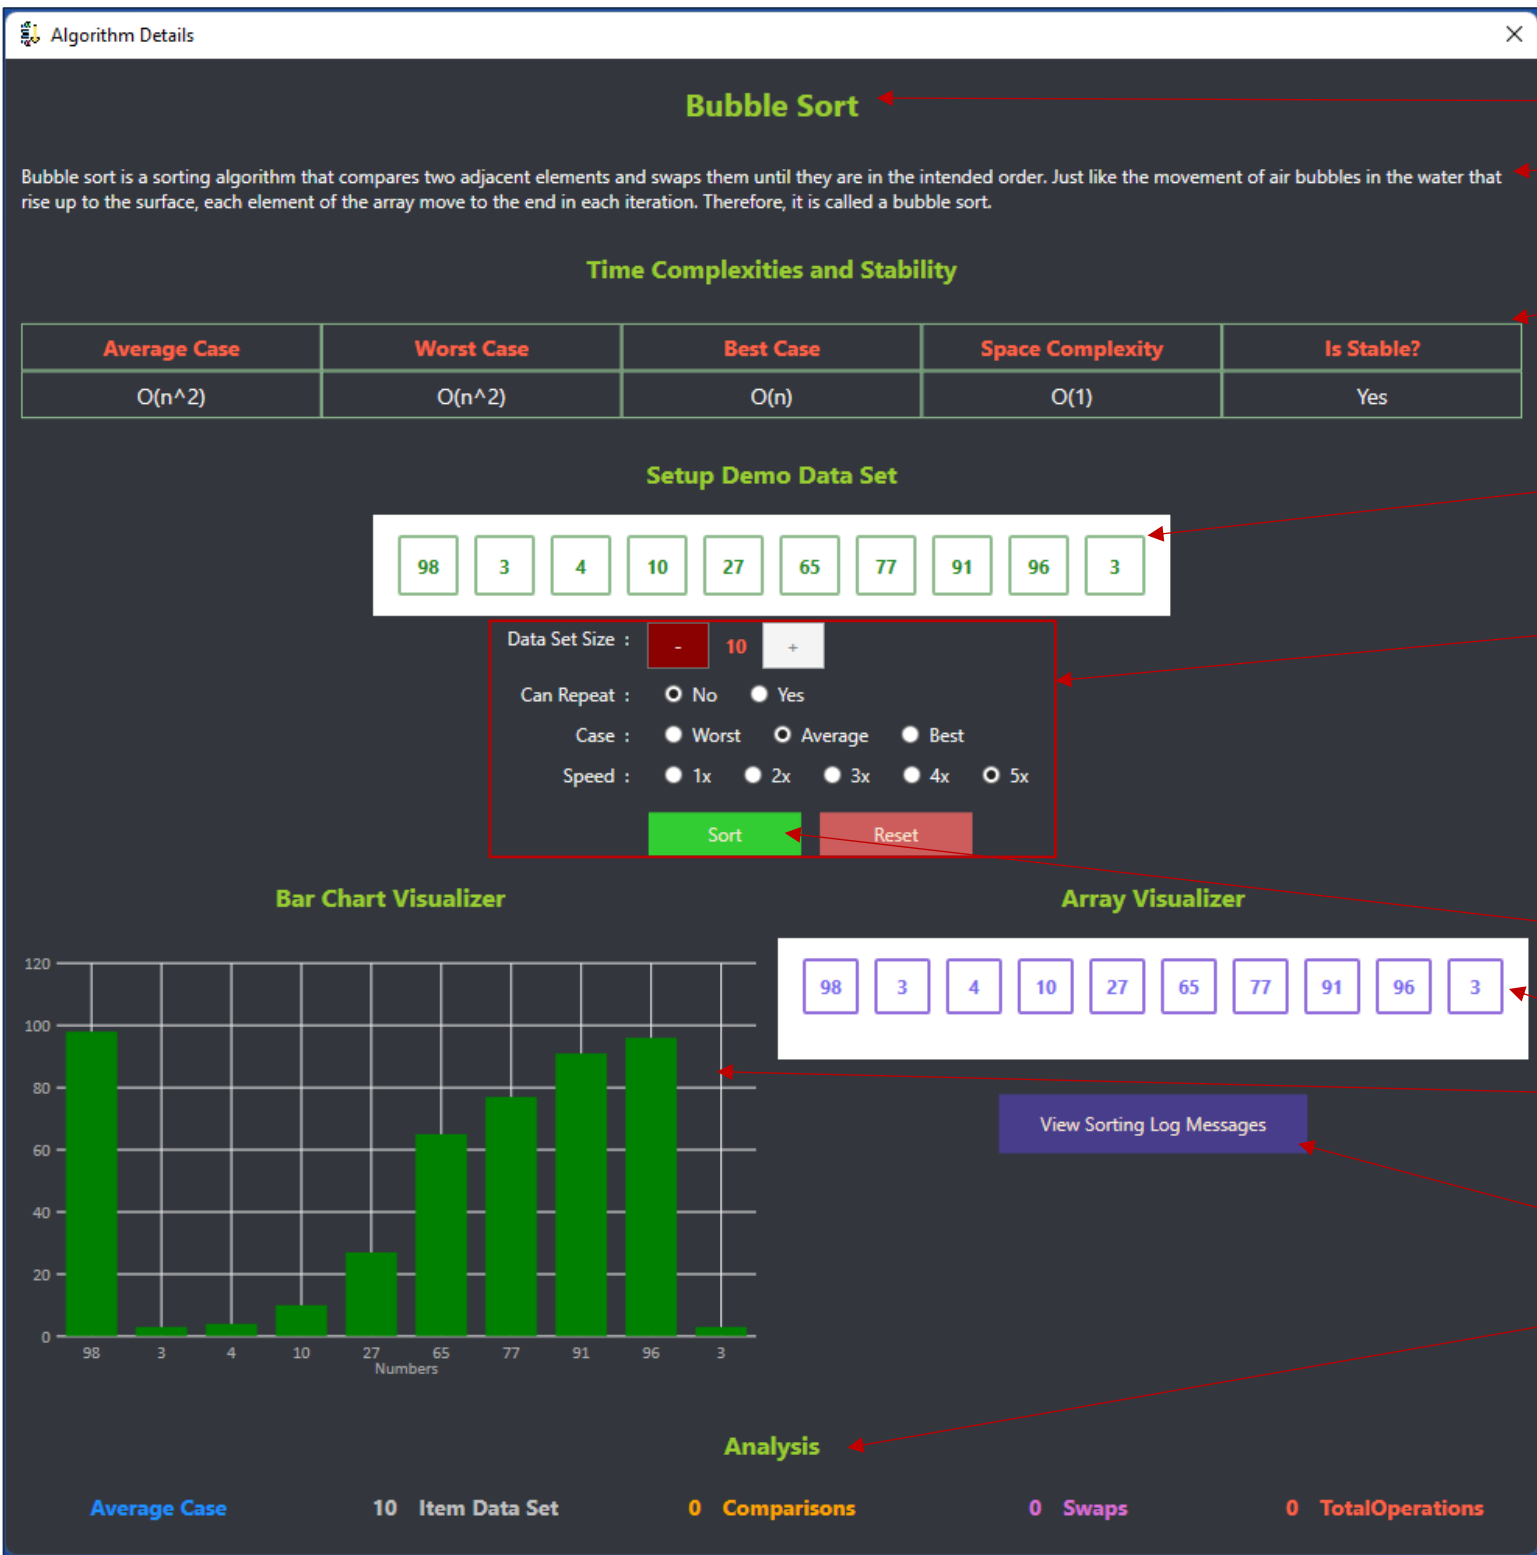 Algorithm Details
Bubble Sort
Bubble sort is a sorting algorithm that compares two adjacent elements and swaps them until they are in the intended order. Just like the movement of air bubbles in the water that
rise up to the surface, each element of the array move to the end in each iteration. Therefore, it is called a bubble sort.
Time Complexities and Stability
Average Case Worst Case Best Case Space Complexity Is Stable?
O(n^2) O(n^2) O(n) O(1) Yes
Setup Demo Data Set
98 3 4 10 27 65 77 91 96 3
Data Set Size : - 10 +
Can Repeat : No Yes
Case : Worst Average Best
Speed : 1x 2x 3x 4x 5x
Sort Reset
Bar Chart Visualizer
120
100
80
60
40
20
0
98 3 4 10 27 65 77 91 96 3
Numbers
Array Visualizer
98 3 4 10 27 65 77 91 96 3
View Sorting Log Messages
Analysis
Average Case 10 Item Data Set 0 Comparisons 0 Swaps 0 TotalOperations